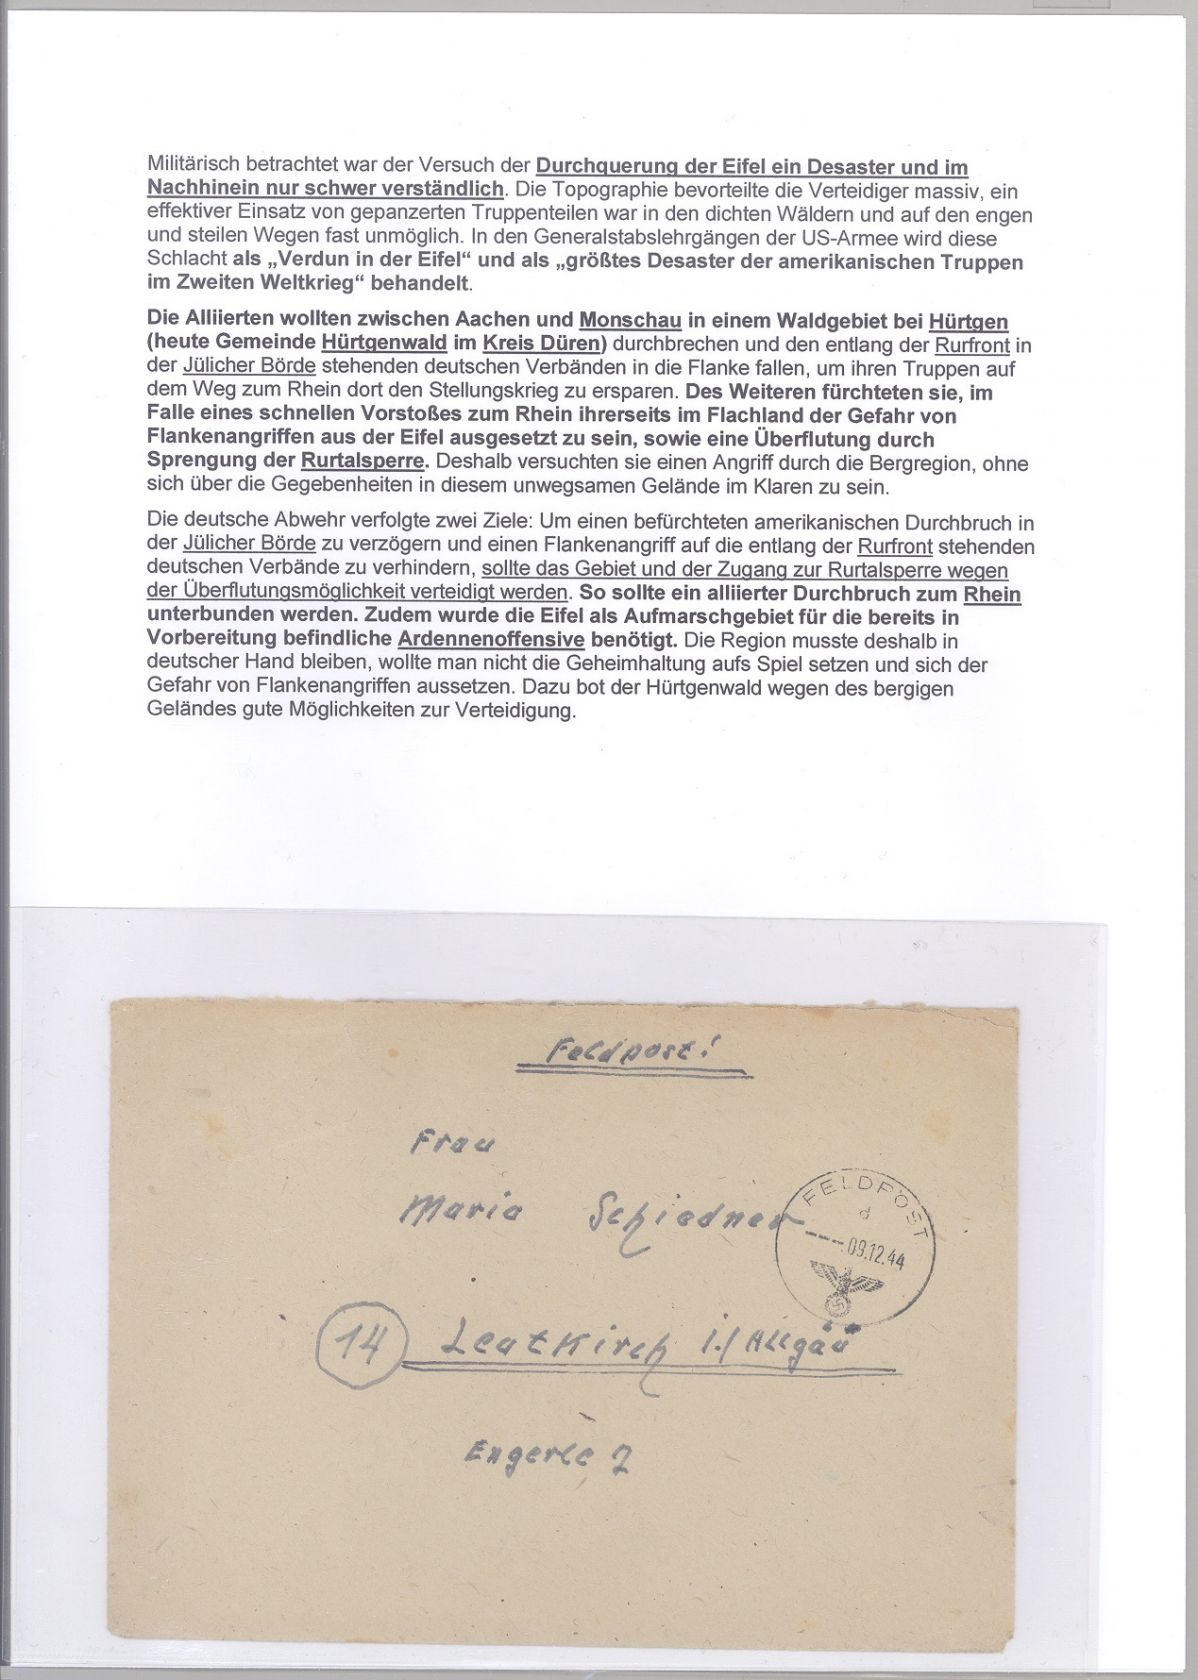 Militärisch betrachtet war der Versuch der Durchquerung der Eifel ein Desaster und im
Nachhinein nur schwer verständlich. Die Topographie bevorteilte die Verteidiger massiv, ein
effektiver Einsatz von gepanzerten Truppenteilen war in den dichten Wäldern und auf den engen
und steilen Wegen fast unmöglich. In den Generalstabslehrgängen der US-Armee wird diese
Schlacht als „Verdun in der Eifel“ und als „größtes Desaster der amerikanischen Truppen
im Zweiten Weltkrieg“ behandelt.
Die Alliierten wollten zwischen Aachen und Monschau in einem Waldgebiet bei Hürtgen
(heute Gemeinde Hürtgenwald im Kreis Düren) durchbrechen und den entlang der Rurfront in
der Jülicher Börde stehenden deutschen Verbänden in die Flanke fallen, um ihren Truppen auf
dem Weg zum Rhein dort den Stellungskrieg zu ersparen. Des Weiteren fürchteten sie, im
Falle eines schnellen Vorstoßes zum Rhein ihrerseits im Flachland der Gefahr von
Flankenangriffen aus der Eifel ausgesetzt zu sein, sowie eine Überflutung durch
Sprengung der Rurtalsperre. Deshalb versuchten sie einen Angriff durch die Bergregion, ohne
sich über die Gegebenheiten in diesem unwegsamen Gelände im Klaren zu sein.
Die deutsche Abwehr verfolgte zwei Ziele: Um einen befürchteten amerikanischen Durchbruch in
der Jülicher Börde zu verzögern und einen Flankenangriff auf die entlang der Rurfront stehenden
deutschen Verbände zu verhindern, sollte das Gebiet und der Zugang zur Rurtalsperre wegen
der Überflutungsmöglichkeit verteidigt werden. So sollte ein alliierter Durchbruch zum Rhein
unterbunden werden. Zudem wurde die Eifel als Aufmarschgebiet für die bereits in
Vorbereitung befindliche Ardennenoffensive benötigt. Die Region musste deshalb in
deutscher Hand bleiben, wollte man nicht die Geheimhaltung aufs Spiel setzen und sich der
Gefahr von Flankenangriffen aussetzen. Dazu bot der Hürtgenwald wegen des bergigen
Geländes gute Möglichkeiten zur Verteidigung.
Feldpost!
Frau
Maria Schiedner
FELDPOST
d
09.12.44
14 Leutkirch i./Allgäu
Engerle 2